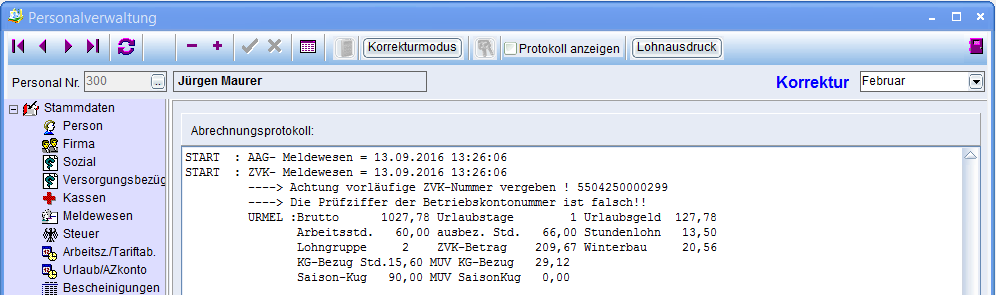 Personalverwaltung
Korrekturmodus Protokoll anzeigen Lohnausdruck
Personal Nr. 300 ... Jürgen Maurer Korrektur Februar
Stammdaten
Person
Firma
Sozial
Versorgungsbezüg
Kassen
Meldewesen
Steuer
Arbeitsz./Tariftab.
Urlaub/AZkonto
Bescheinigungen
Abrechnungsprotokoll:
START : AAG- Meldewesen = 13.09.2016 13:26:06
START : ZVK- Meldewesen = 13.09.2016 13:26:06
----> Achtung vorläufige ZVK-Nummer vergeben ! 5504250000299
----> Die Prüfziffer der Betriebskontonummer ist falsch!!
URMEL :Brutto 1027,78 Urlaubstage 1 Urlaubsgeld 127,78
Arbeitsstd. 60,00 ausbez. Std. 66,00 Stundenlohn 13,50
Lohngruppe 2 ZVK-Betrag 209,67 Winterbau 20,56
KG-Bezug Std.15,60 MUV KG-Bezug 29,12
Saison-Kug 90,00 MUV SaisonKug 0,00